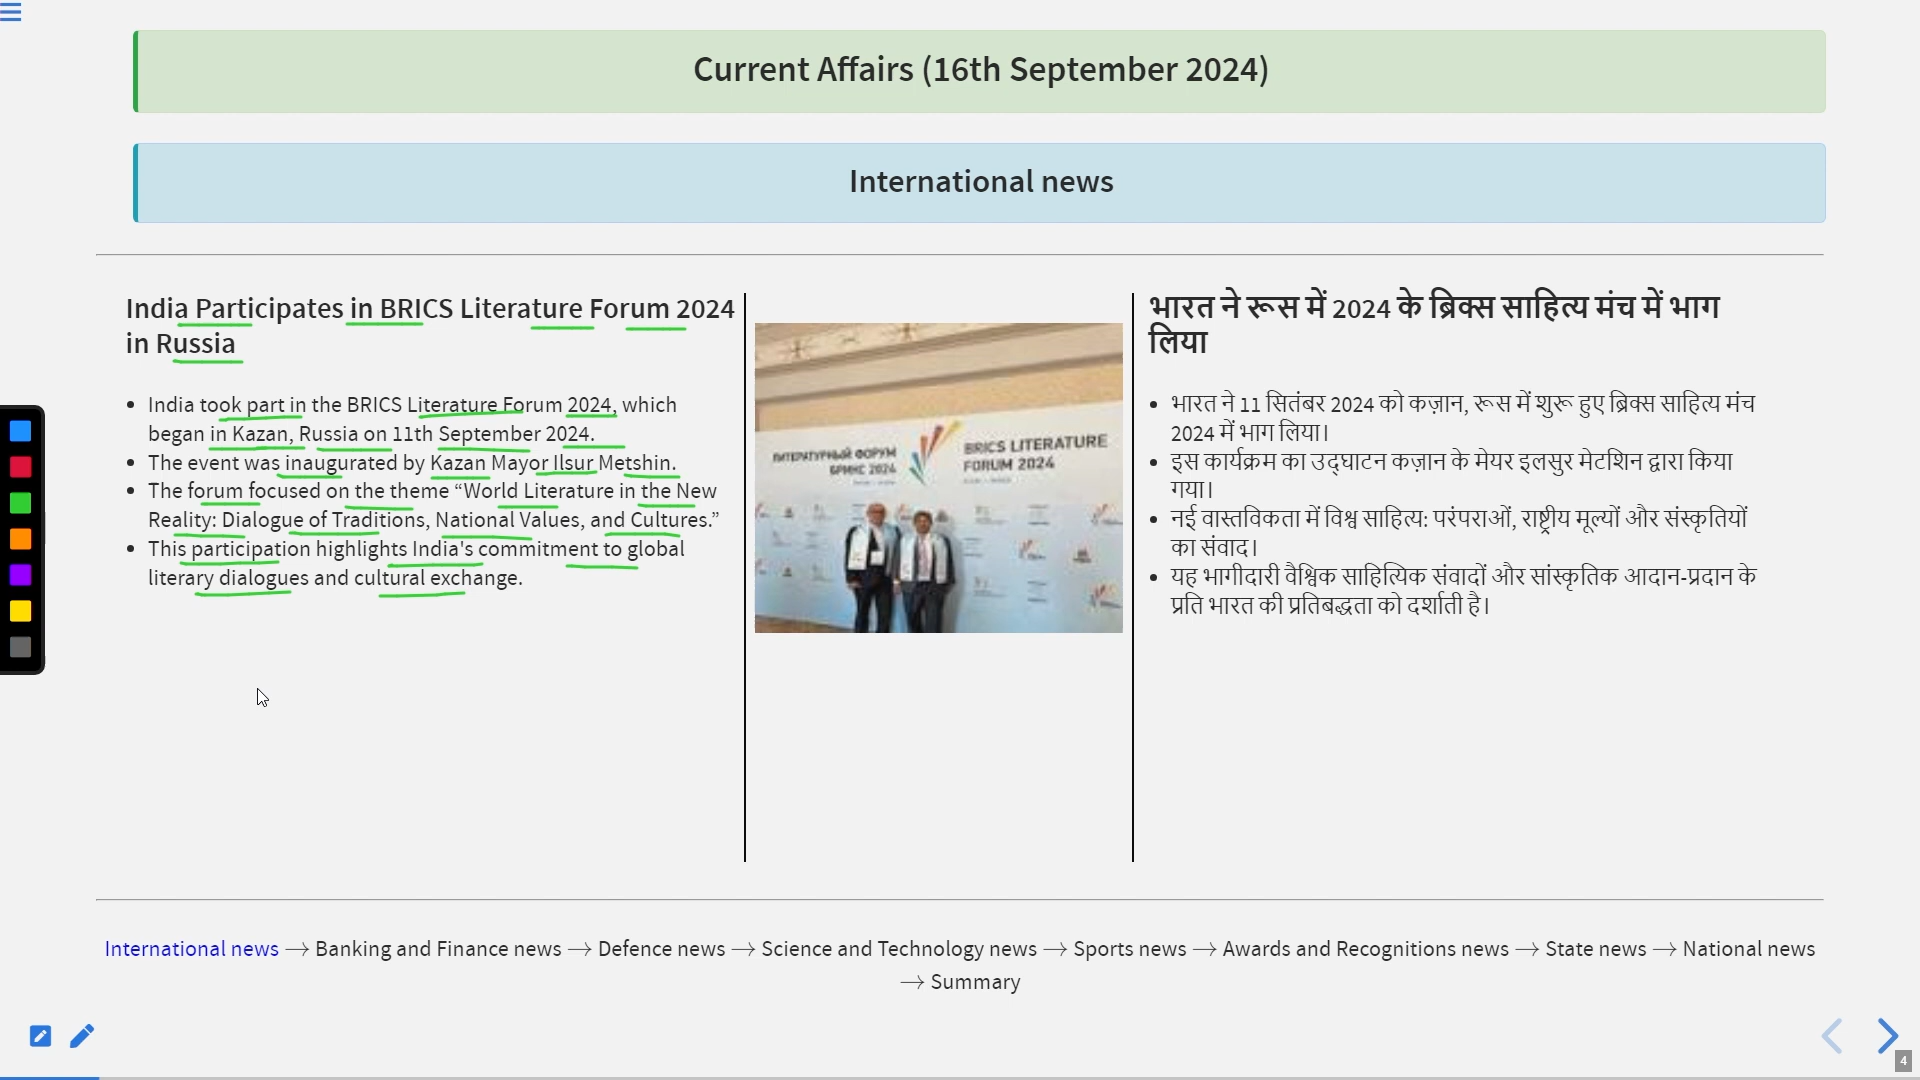 Current Affairs (16th September 2024)
International news
India Participates in BRICS Literature Forum 2024
in Russia
India took part in the BRICS Literature Forum 2024, which
began in Kazan, Russia on 11th September 2024.
The event was inaugurated by Kazan Mayor Ilsur Metshin.
The forum focused on the theme “World Literature in the New
Reality: Dialogue of Traditions, National Values, and Cultures.”
This participation highlights India's commitment to global
literary dialogues and cultural exchange.
ЛИТЕРАТУРНЫЙ ФОРУМ
БРИКС 2024
BRICS LITERATURE
FORUM 2024
भारत ने रूस में 2024 के ब्रिक्स साहित्य मंच में भाग
लिया
भारत ने 11 सितंबर 2024 को कज़ान, रूस में शुरू हुए ब्रिक्स साहित्य मंच
2024 में भाग लिया।
इस कार्यक्रम का उद्घाटन कज़ान के मेयर इलसुर मेटशिन द्वारा किया
गया।
नई वास्तविकता में विश्व साहित्य: परंपराओं, राष्ट्रीय मूल्यों और संस्कृतियों
का संवाद।
यह भागीदारी वैश्विक साहित्यिक संवादों और सांस्कृतिक आदान-प्रदान के
प्रति भारत की प्रतिबद्धता को दर्शाती है।
International news → Banking and Finance news → Defence news → Science and Technology news → Sports news → Awards and Recognitions news → State news → National news
→ Summary
4